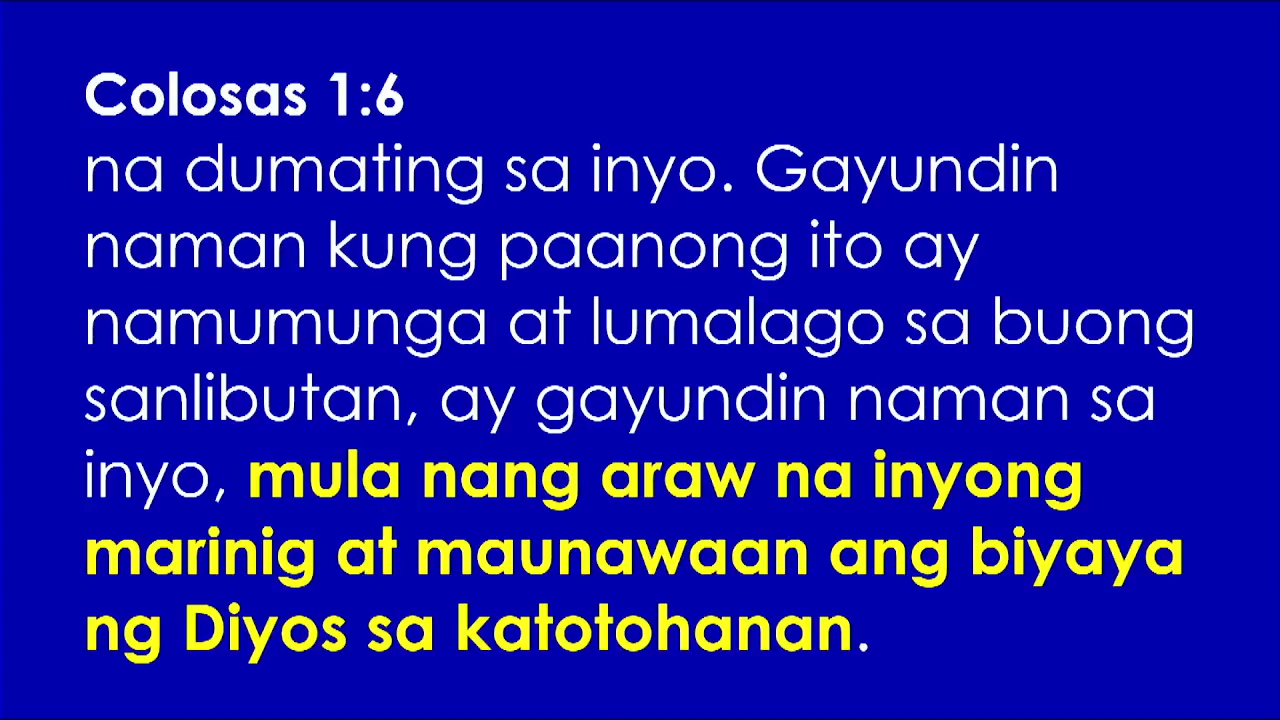 Colosas 1:6
na dumating sa inyo. Gayundin
naman kung paanong ito ay
namumunga at lumalago sa buong
sanlibutan, ay gayundin naman sa
inyo, mula nang araw na inyong
marinig at maunawaan ang biyaya
ng Diyos sa katotohanan.